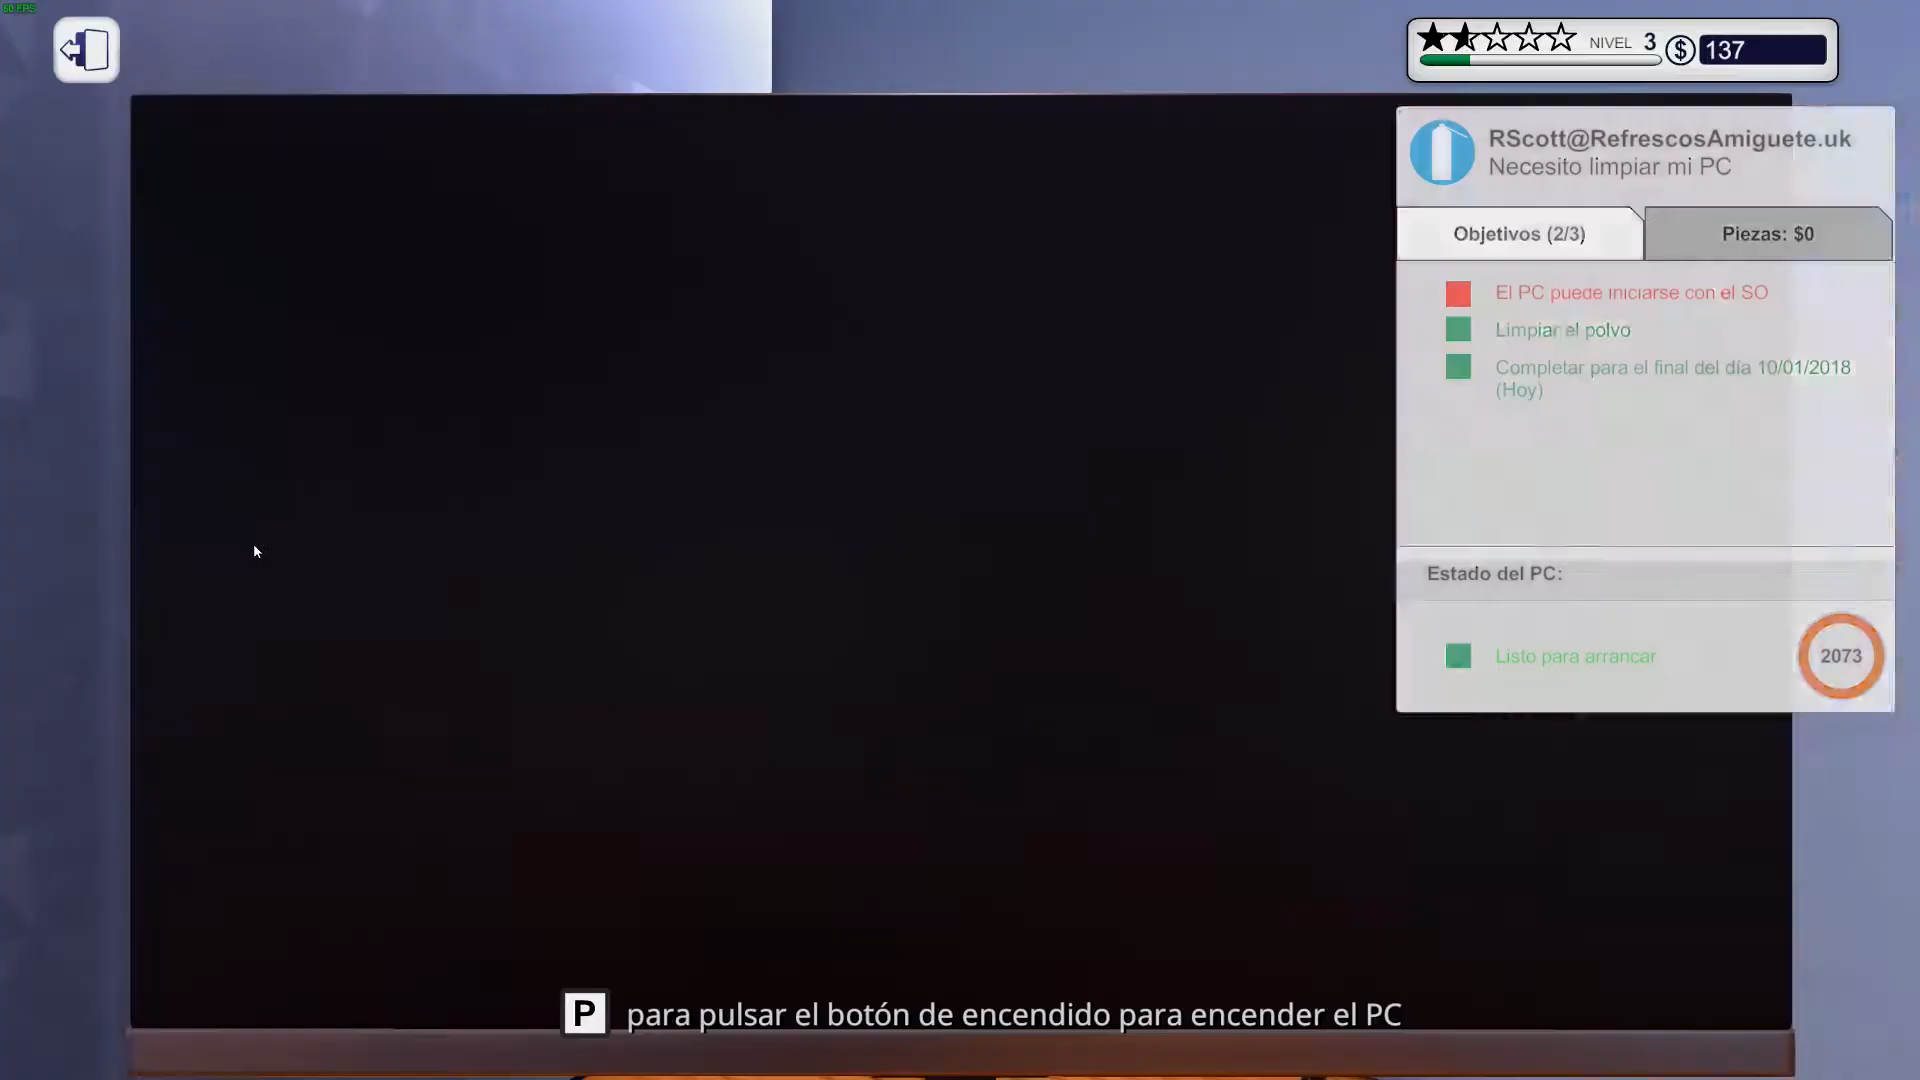 60 FPS
NIVEL 3 $ 137
RScott@RefrescosAmiguete.uk
Necesito limpiar mi PC
Objetivos (2/3)
Piezas: $0
El PC puede iniciarse con el SO
Limpiar el polvo
Completar para el final del día 10/01/2018
(Hoy)
Estado del PC:
Listo para arrancar
2073
P para pulsar el botón de encendido para encender el PC